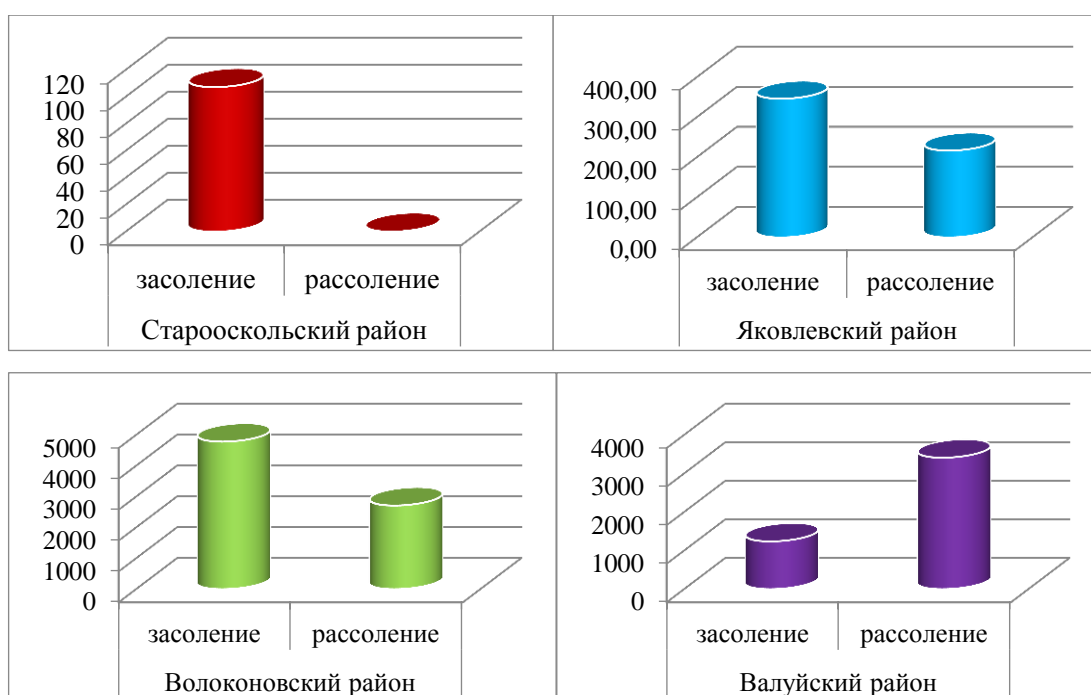 120
100
80
60
40
20
0
засоление рассоление
Старооскольский район
400,00
300,00
200,00
100,00
0,00
засоление рассоление
Яковлевский район
5000
4000
3000
2000
1000
0
засоление рассоление
Волоконовский район
4000
3000
2000
1000
0
засоление рассоление
Валуйский район